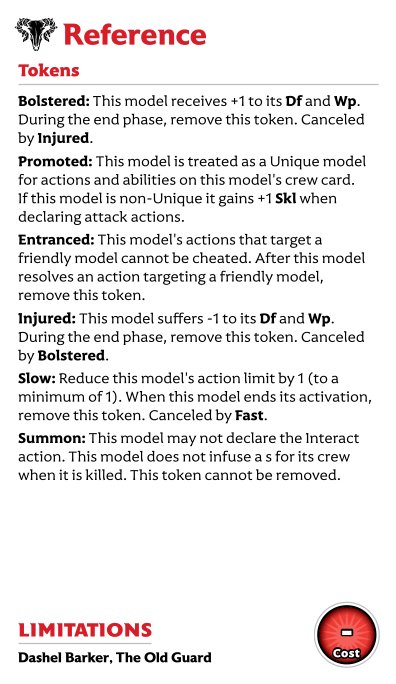 Reference
Tokens
Bolstered: This model receives +1 to its Df and Wp.
During the end phase, remove this token. Canceled
by Injured.
Promoted: This model is treated as a Unique model
for actions and abilities on this model's crew card.
If this model is non-Unique it gains +1 Skl when
declaring attack actions.
Entranced: This model's actions that target a
friendly model cannot be cheated. After this model
resolves an action targeting a friendly model,
remove this token.
Injured: This model suffers -1 to its Df and Wp.
During the end phase, remove this token. Canceled
by Bolstered.
Slow: Reduce this model's action limit by 1 (to a
minimum of 1). When this model ends its activation,
remove this token. Canceled by Fast.
Summon: This model may not declare the Interact
action. This model does not infuse a s for its crew
when it is killed. This token cannot be removed.
LIMITATIONS
Dashel Barker, The Old Guard
-
Cost